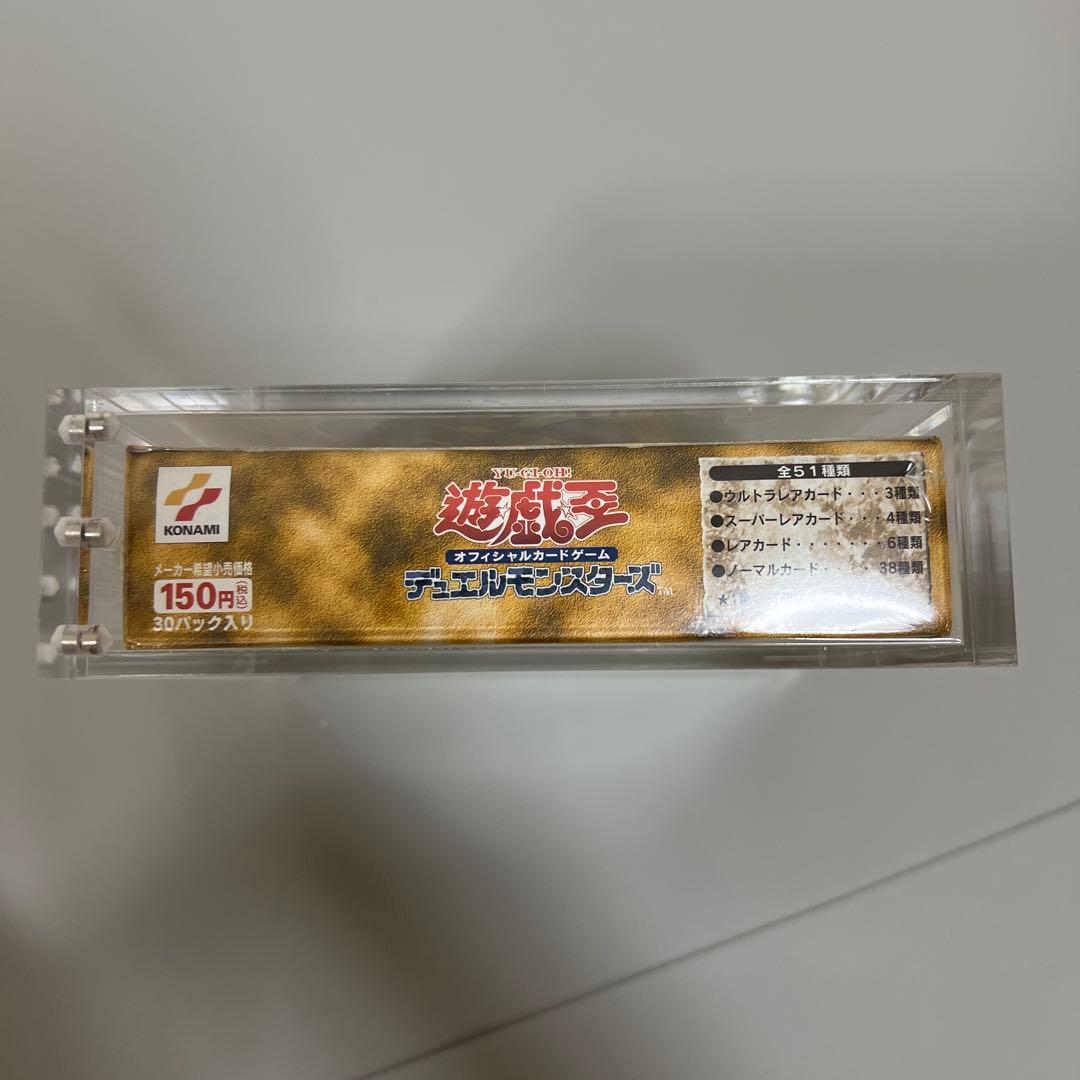 KONAMI
メーカー希望小売価格
150円(税込)
30パック入り
YU-GI-OH!
遊戯王
オフィシャルカードゲーム
デュエルモンスターズ™
全51種類
●ウルトラレアカード・・・3種類
●スーパーレアカード・・・4種類
●レアカード・・・・・・・6種類
●ノーマルカード・・・・38種類